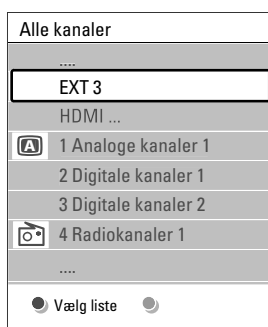 Alle kanaler
....
EXT 3
HDMI ...
A 1 Analoge kanaler 1
2 Digitale kanaler 1
3 Digitale kanaler 2
4 Radiokanaler 1
....
Vælg liste